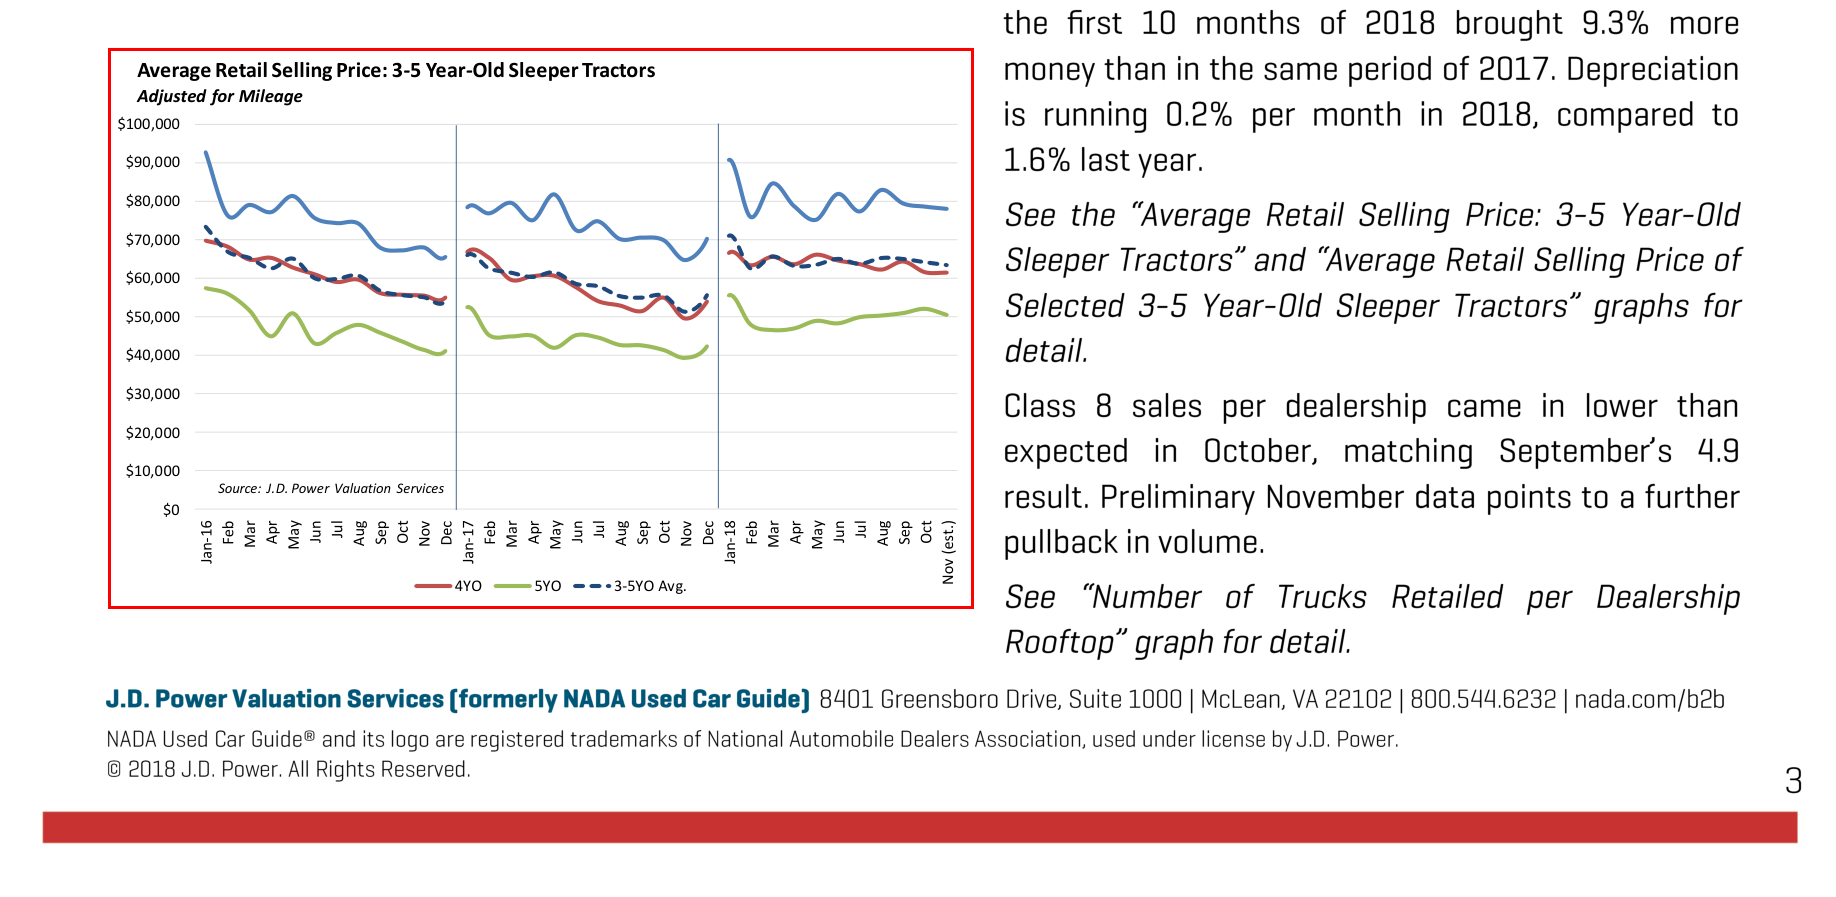 Average Retail Selling Price: 3-5 Year-Old Sleeper Tractors
Adjusted for Mileage
$100,000
$90,000
$80,000
$70,000
$60,000
$50,000
$40,000
$30,000
$20,000
$10,000
$0
Source: J.D. Power Valuation Services
Jan-16 Feb Mar Apr May Jun Jul Aug Sep Oct Nov Dec Jan-17 Feb Mar Apr May Jun Jul Aug Sep Oct Nov Dec Jan-18 Feb Mar Apr May Jun Jul Aug Sep Oct Nov (est.)
4YO 5YO 3-5YO Avg.
the first 10 months of 2018 brought 9.3% more
money than in the same period of 2017. Depreciation
is running 0.2% per month in 2018, compared to
1.6% last year.
See the “Average Retail Selling Price: 3-5 Year-Old
Sleeper Tractors” and “Average Retail Selling Price of
Selected 3-5 Year-Old Sleeper Tractors” graphs for
detail.
Class 8 sales per dealership came in lower than
expected in October, matching September’s 4.9
result. Preliminary November data points to a further
pullback in volume.
See “Number of Trucks Retailed per Dealership
Rooftop” graph for detail.
J.D. Power Valuation Services (formerly NADA Used Car Guide) 8401 Greensboro Drive, Suite 1000 | McLean, VA 22102 | 800.544.6232 | nada.com/b2b
NADA Used Car Guide® and its logo are registered trademarks of National Automobile Dealers Association, used under license by J.D. Power.
© 2018 J.D. Power. All Rights Reserved.
3